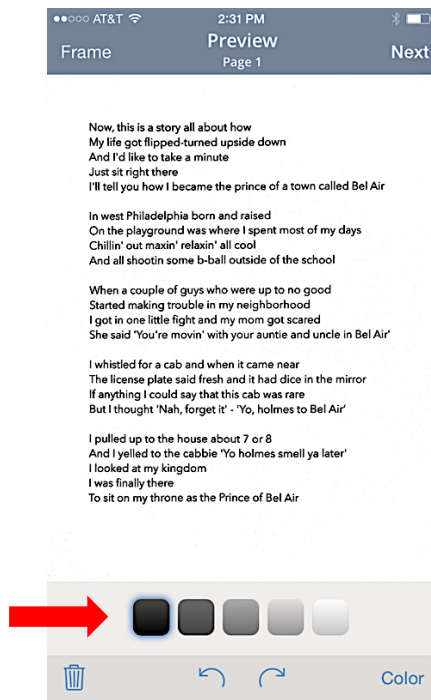 AT&T 2:31 PM
Frame Preview Next
Page 1
Now, this is a story all about how
My life got flipped-turned upside down
And I'd like to take a minute
Just sit right there
I'll tell you how I became the prince of a town called Bel Air
In west Philadelphia born and raised
On the playground was where I spent most of my days
Chillin' out maxin' relaxin' all cool
And all shootin some b-ball outside of the school
When a couple of guys who were up to no good
Started making trouble in my neighborhood
I got in one little fight and my mom got scared
She said 'You're movin' with your auntie and uncle in Bel Air'
I whistled for a cab and when it came near
The license plate said fresh and it had dice in the mirror
If anything I could say that this cab was rare
But I thought 'Nah, forget it' - 'Yo, holmes to Bel Air'
I pulled up to the house about 7 or 8
And I yelled to the cabbie 'Yo holmes smell ya later'
I looked at my kingdom
I was finally there
To sit on my throne as the Prince of Bel Air
Color